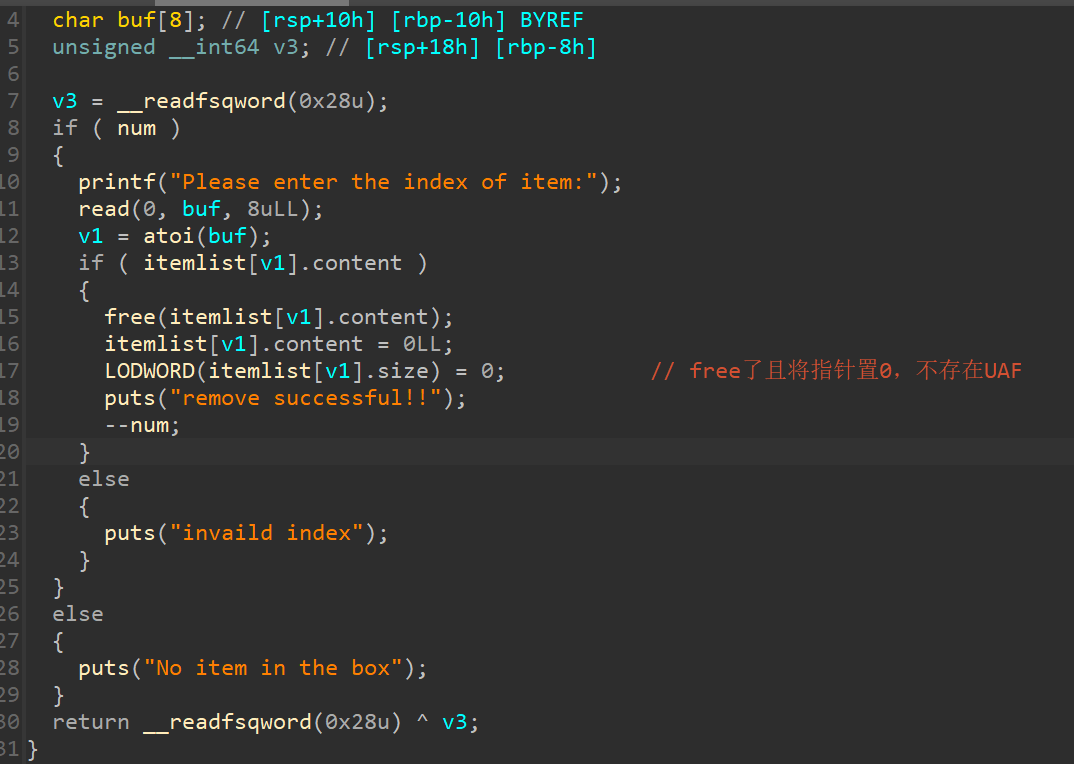 4 char buf[8]; // [rsp+10h] [rbp-10h] BYREF
5 unsigned __int64 v3; // [rsp+18h] [rbp-8h]
6
7 v3 = __readfsqword(0x28u);
8 if ( num )
9 {
10 printf("Please enter the index of item:");
11 read(0, buf, 8uLL);
12 v1 = atoi(buf);
13 if ( itemlist[v1].content )
14 {
15 free(itemlist[v1].content);
16 itemlist[v1].content = 0LL;
17 LODWORD(itemlist[v1].size) = 0; // free了且将指针置0，不存在UAF
18 puts("remove successful!!");
19 --num;
20 }
21 else
22 {
23 puts("invaild index");
24 }
25 }
26 else
27 {
28 puts("No item in the box");
29 }
30 return __readfsqword(0x28u) ^ v3;
31 }